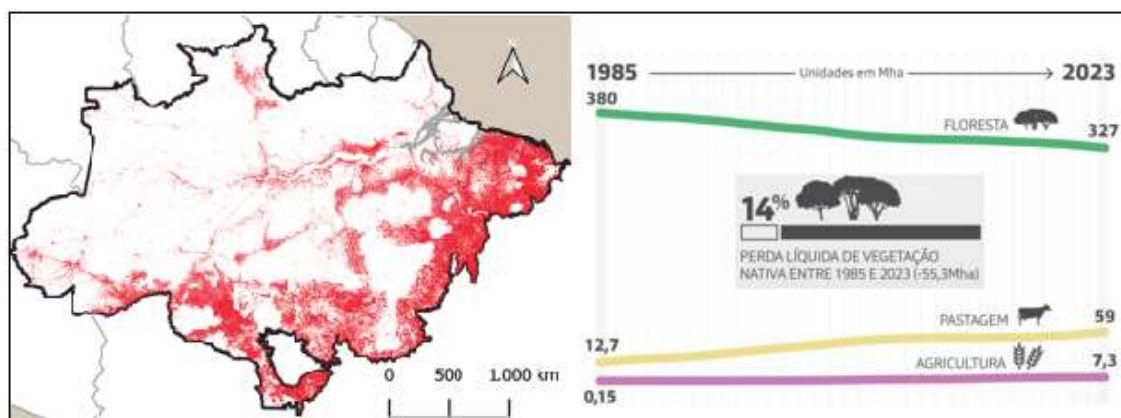 0 500 1.000 km
1985 Unidades em Mha 2023
380
FLORESTA
327
14%
PERDA LÍQUIDA DE VEGETAÇÃO
NATIVA ENTRE 1985 E 2023 (-55,3Mha)
PASTAGEM
59
12,7
AGRICULTURA
7,3
0,15